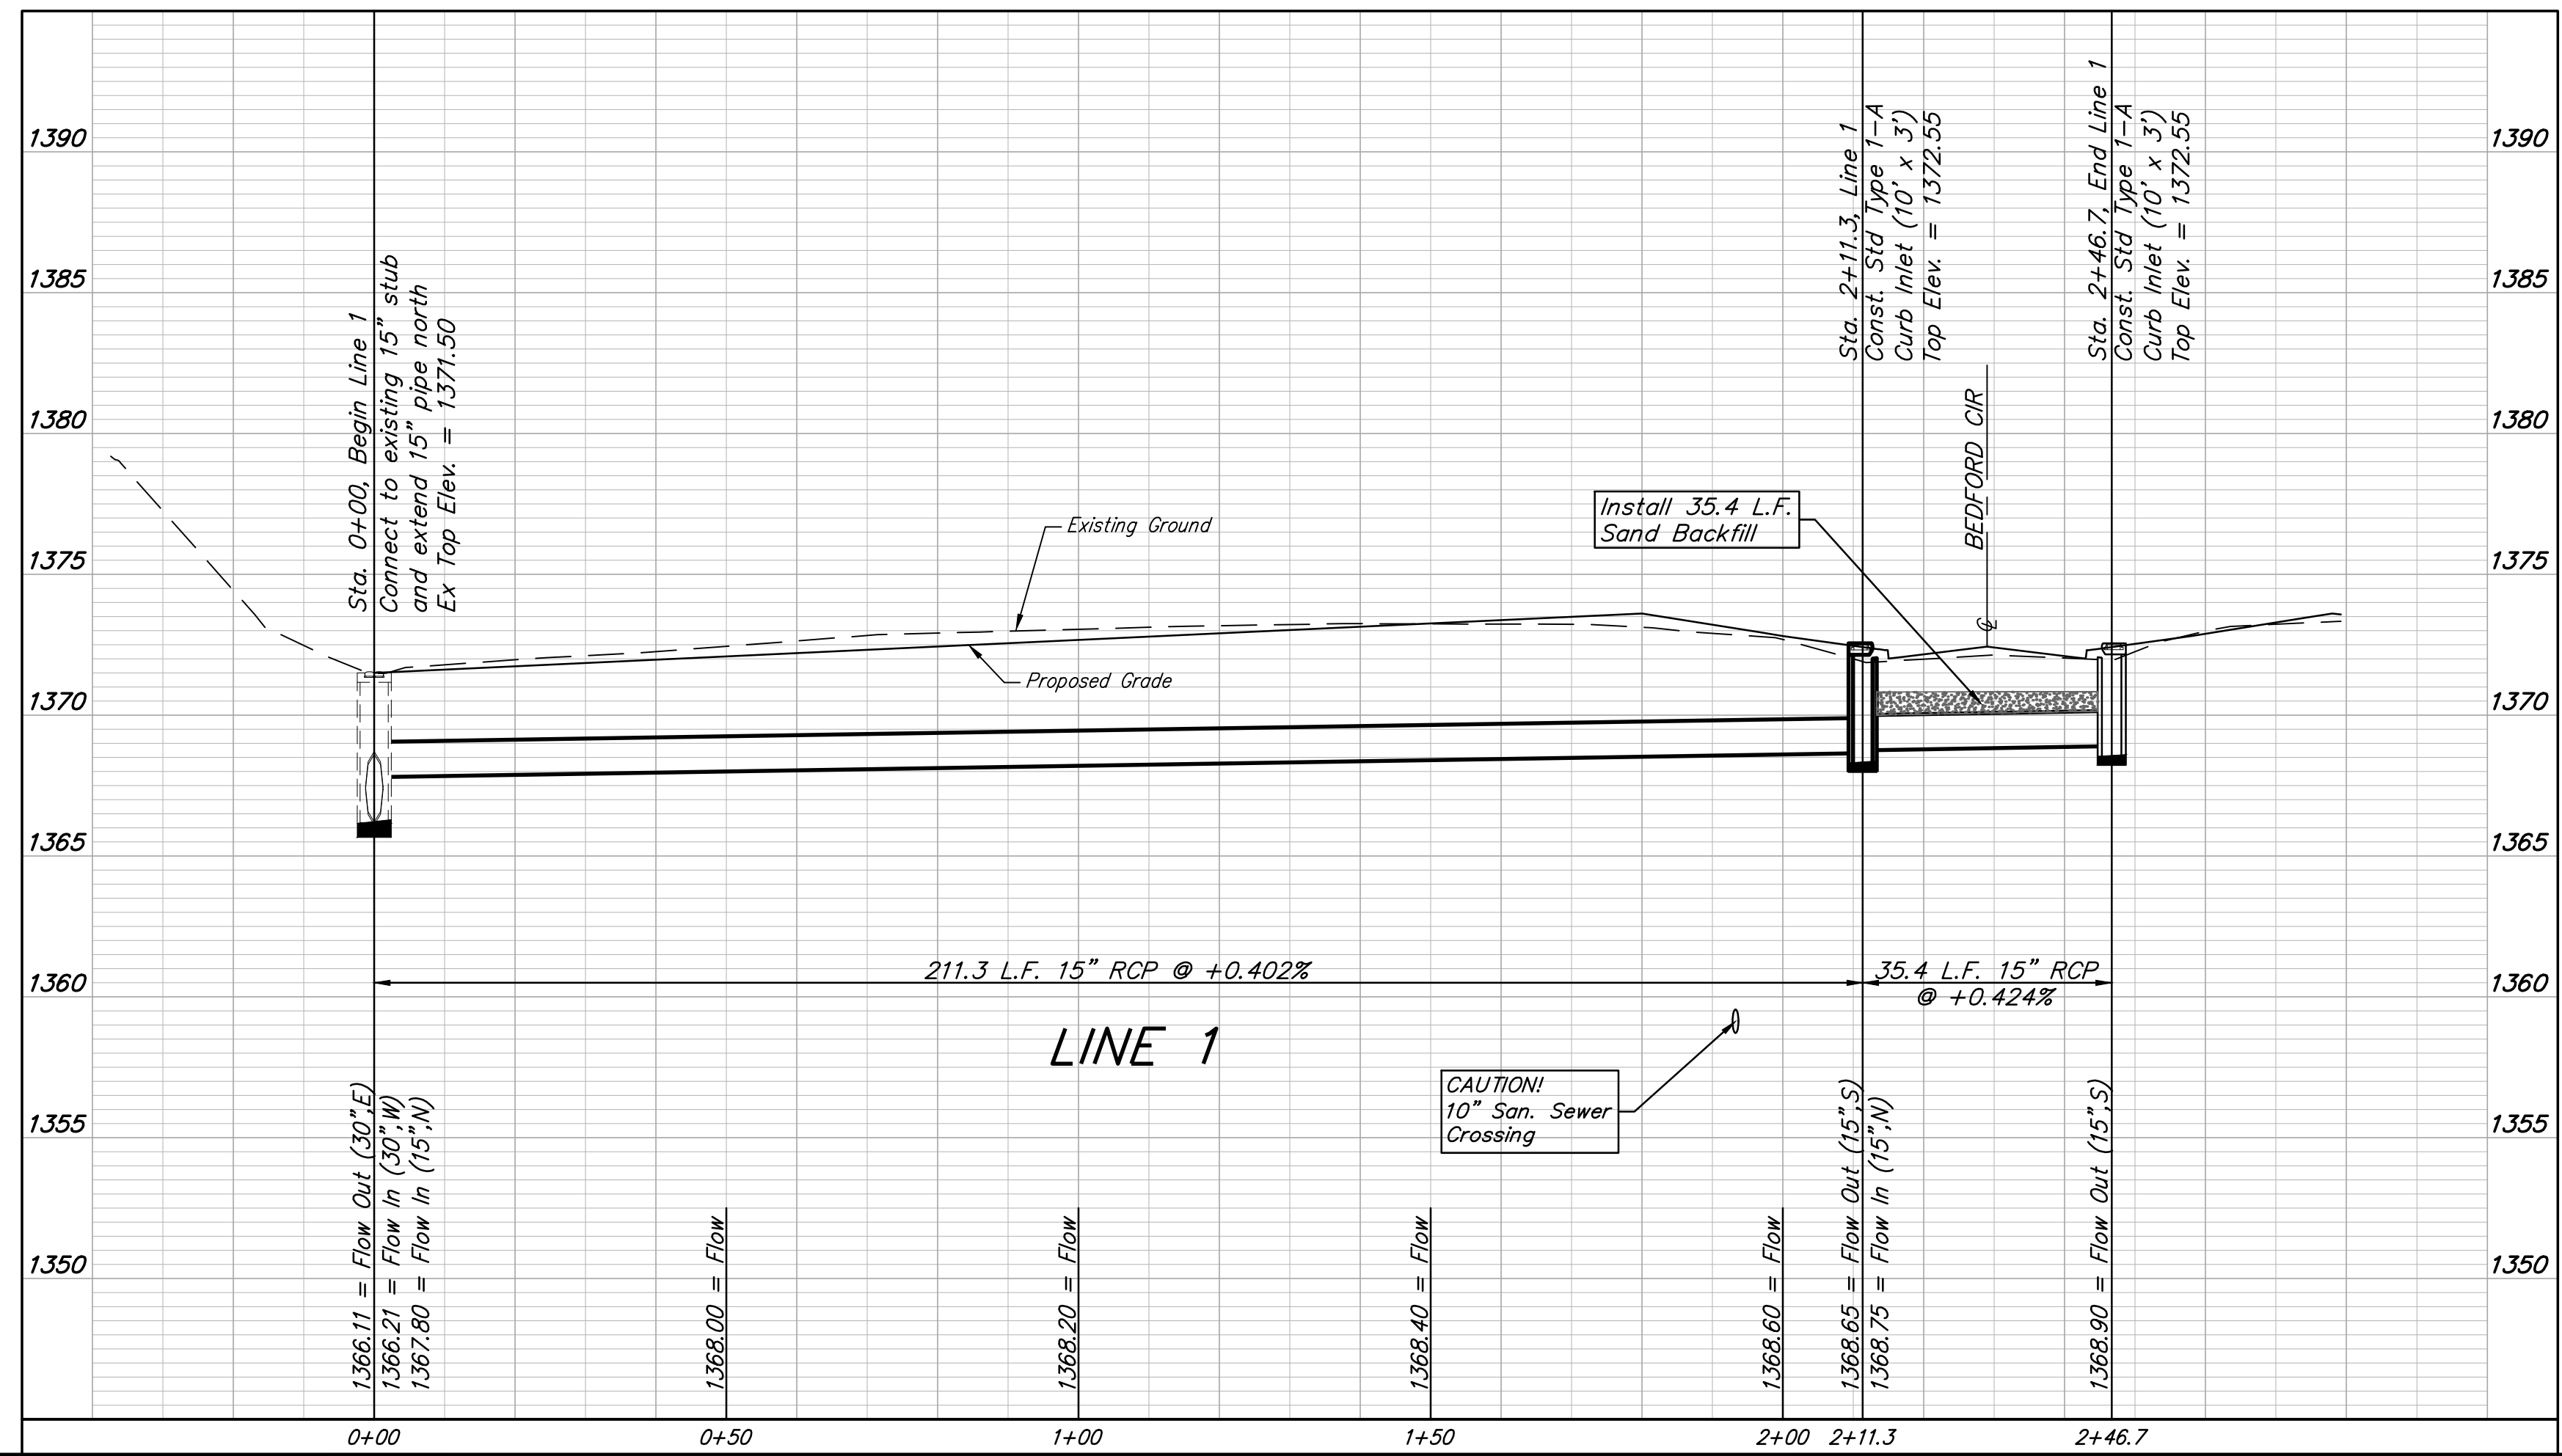 1390
1385
1380
1375
1370
1365
1360
1355
1350
Sta. 0+00, Begin Line 1
Connect to existing 15" stub
and extend 15" pipe north
Ex Top Elev. = 1371.50
Existing Ground
Proposed Grade
Install 35.4 L.F.
Sand Backfill
Sta. 2+11.3, Line 1
Const. Std Type 1-A
Curb Inlet (10' x 3')
Top Elev. = 1372.55
BEDFORD CIR
Sta. 2+46.7, End Line 1
Const. Std Type 1-A
Curb Inlet (10' x 3')
Top Elev. = 1372.55
1390
1385
1380
1375
1370
1365
1360
1355
1350
211.3 L.F. 15" RCP @ +0.402%
35.4 L.F. 15" RCP
@ +0.424%
LINE 1
CAUTION!
10" San. Sewer
Crossing
1366.11 = Flow Out (30",E)
1366.21 = Flow In (30",W)
1367.80 = Flow In (15",N)
1368.00 = Flow
1368.20 = Flow
1368.40 = Flow
1368.60 = Flow
1368.65 = Flow Out (15",S)
1368.75 = Flow In (15",N)
1368.90 = Flow Out (15",S)
0+00
0+50
1+00
1+50
2+00
2+11.3
2+46.7